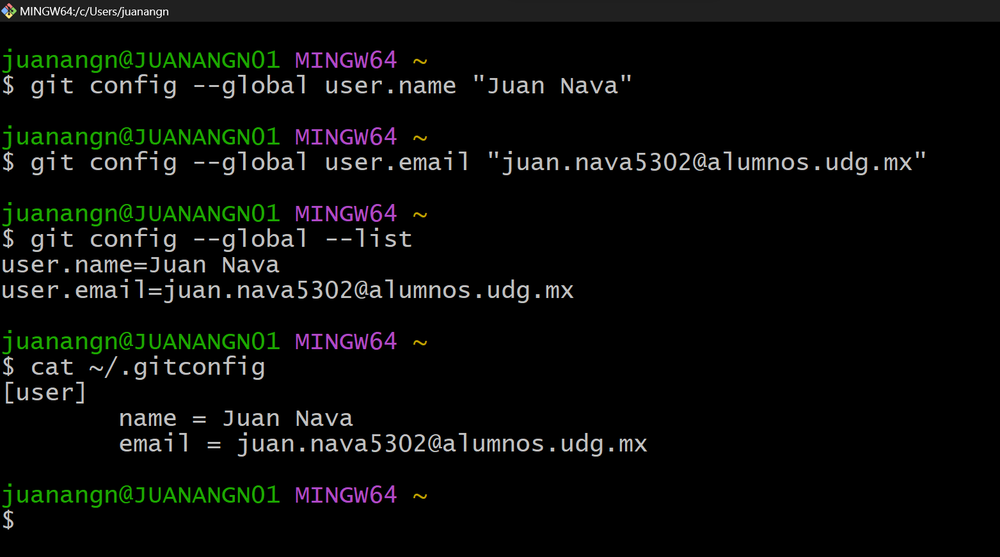 MINGW64:/c/Users/juanangn
juanangn@JUANANGN01 MINGW64 ~
$ git config --global user.name "Juan Nava"
juanangn@JUANANGN01 MINGW64 ~
$ git config --global user.email "juan.nava5302@alumnos.udg.mx"
juanangn@JUANANGN01 MINGW64 ~
$ git config --global --list
user.name=Juan Nava
user.email=juan.nava5302@alumnos.udg.mx
juanangn@JUANANGN01 MINGW64 ~
$ cat ~/.gitconfig
[user]
        name = Juan Nava
        email = juan.nava5302@alumnos.udg.mx
juanangn@JUANANGN01 MINGW64 ~
$